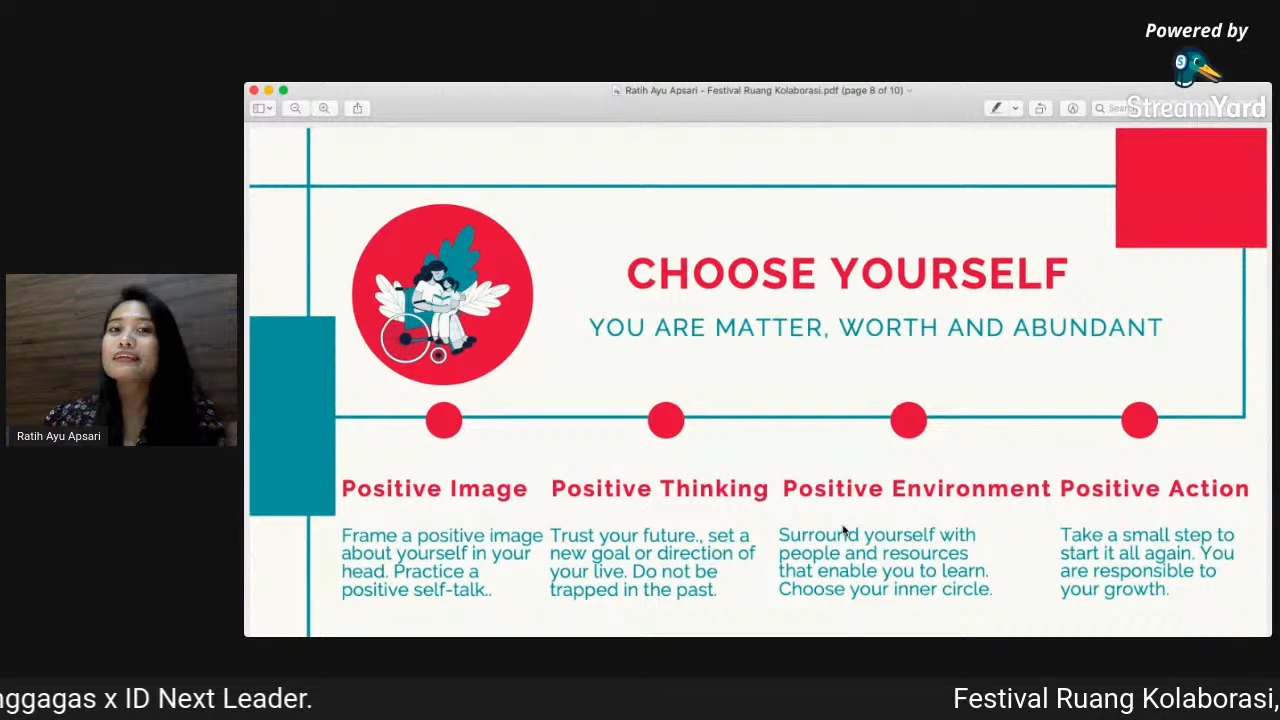 Powered by
StreamYard
Ratih Ayu Apsari - Festival Ruang Kolaborasi.pdf (page 8 of 10)
CHOOSE YOURSELF
YOU ARE MATTER, WORTH AND ABUNDANT
Positive Image
Frame a positive image
about yourself in your
head. Practice a
positive self-talk..
Positive Thinking
Trust your future., set a
new goal or direction of
your live. Do not be
trapped in the past.
Positive Environment
Surround yourself with
people and resources
that enable you to learn.
Choose your inner circle.
Positive Action
Take a small step to
start it all again. You
are responsible to
your growth.
Ratih Ayu Apsari
nggagas x ID Next Leader.
Festival Ruang Kolaborasi,